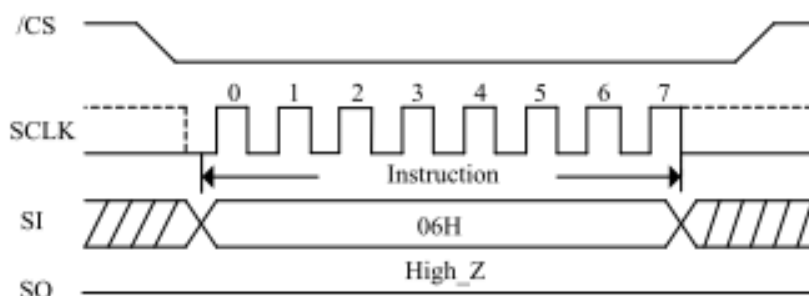 /CS
0 1 2 3 4 5 6 7
SCLK
Instruction
SI
06H
High_Z
SO